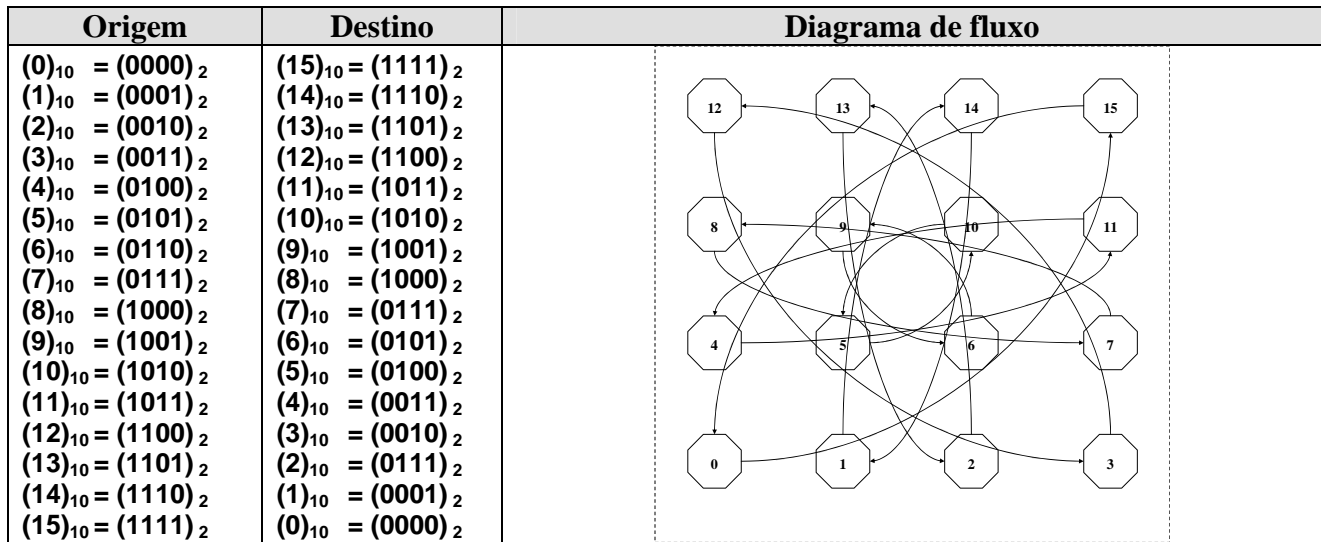 Origem Destino Diagrama de fluxo
(0)10 = (0000) 2 (15)10 = (1111) 2
(1)10 = (0001) 2 (14)10 = (1110) 2
(2)10 = (0010) 2 (13)10 = (1101) 2
(3)10 = (0011) 2 (12)10 = (1100) 2
(4)10 = (0100) 2 (11)10 = (1011) 2
(5)10 = (0101) 2 (10)10 = (1010) 2
(6)10 = (0110) 2 (9)10 = (1001) 2
(7)10 = (0111) 2 (8)10 = (1000) 2
(8)10 = (1000) 2 (7)10 = (0111) 2
(9)10 = (1001) 2 (6)10 = (0101) 2
(10)10 = (1010) 2 (5)10 = (0100) 2
(11)10 = (1011) 2 (4)10 = (0011) 2
(12)10 = (1100) 2 (3)10 = (0010) 2
(13)10 = (1101) 2 (2)10 = (0111) 2
(14)10 = (1110) 2 (1)10 = (0001) 2
(15)10 = (1111) 2 (0)10 = (0000) 2
12 13 14 15
8 9 10 11
4 5 6 7
0 1 2 3